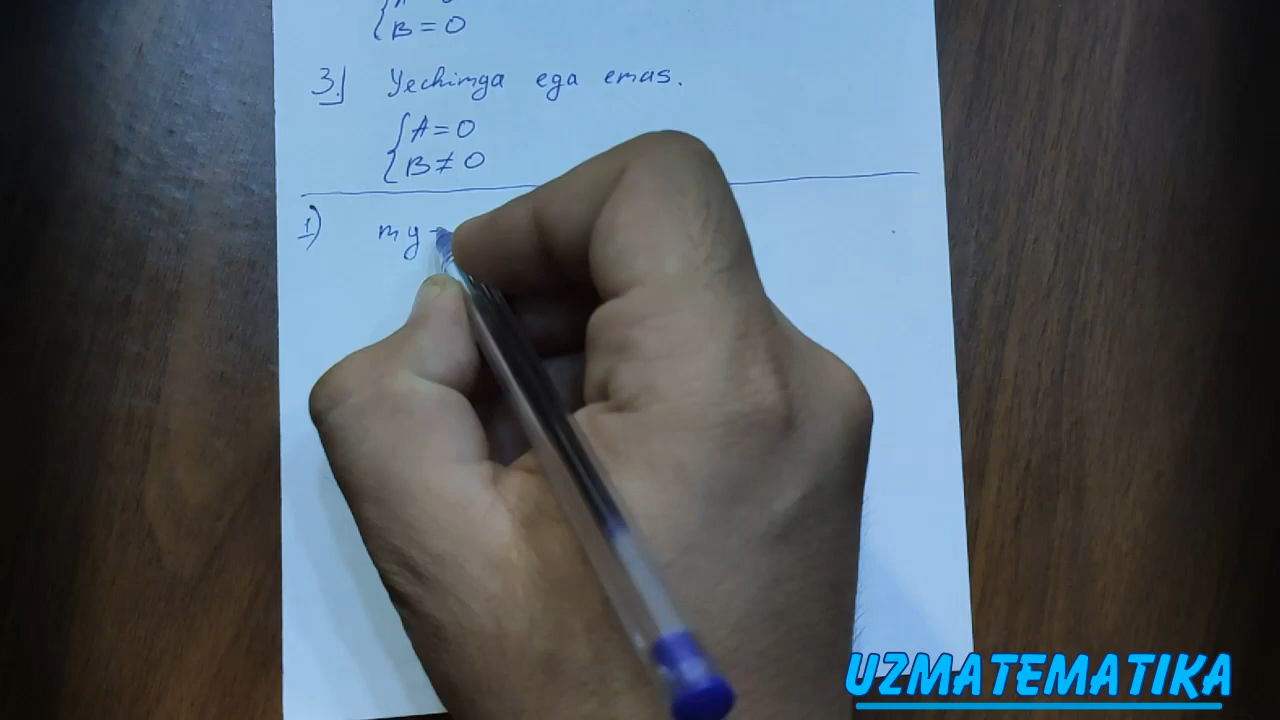 B = 0
3.) Yechimga ega emas.
A = 0
B ≠ 0
1) my
UZMATEMATIKA